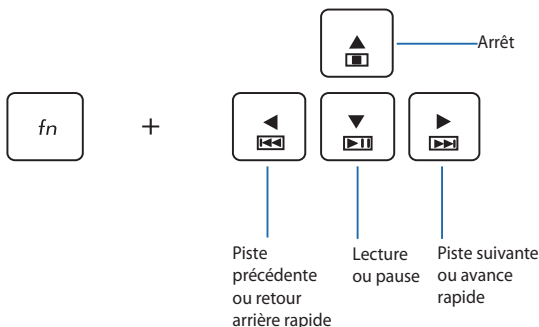 Arrêt
fn
+
Piste
précédente
ou retour
arrière rapide
Lecture
ou pause
Piste suivante
ou avance
rapide